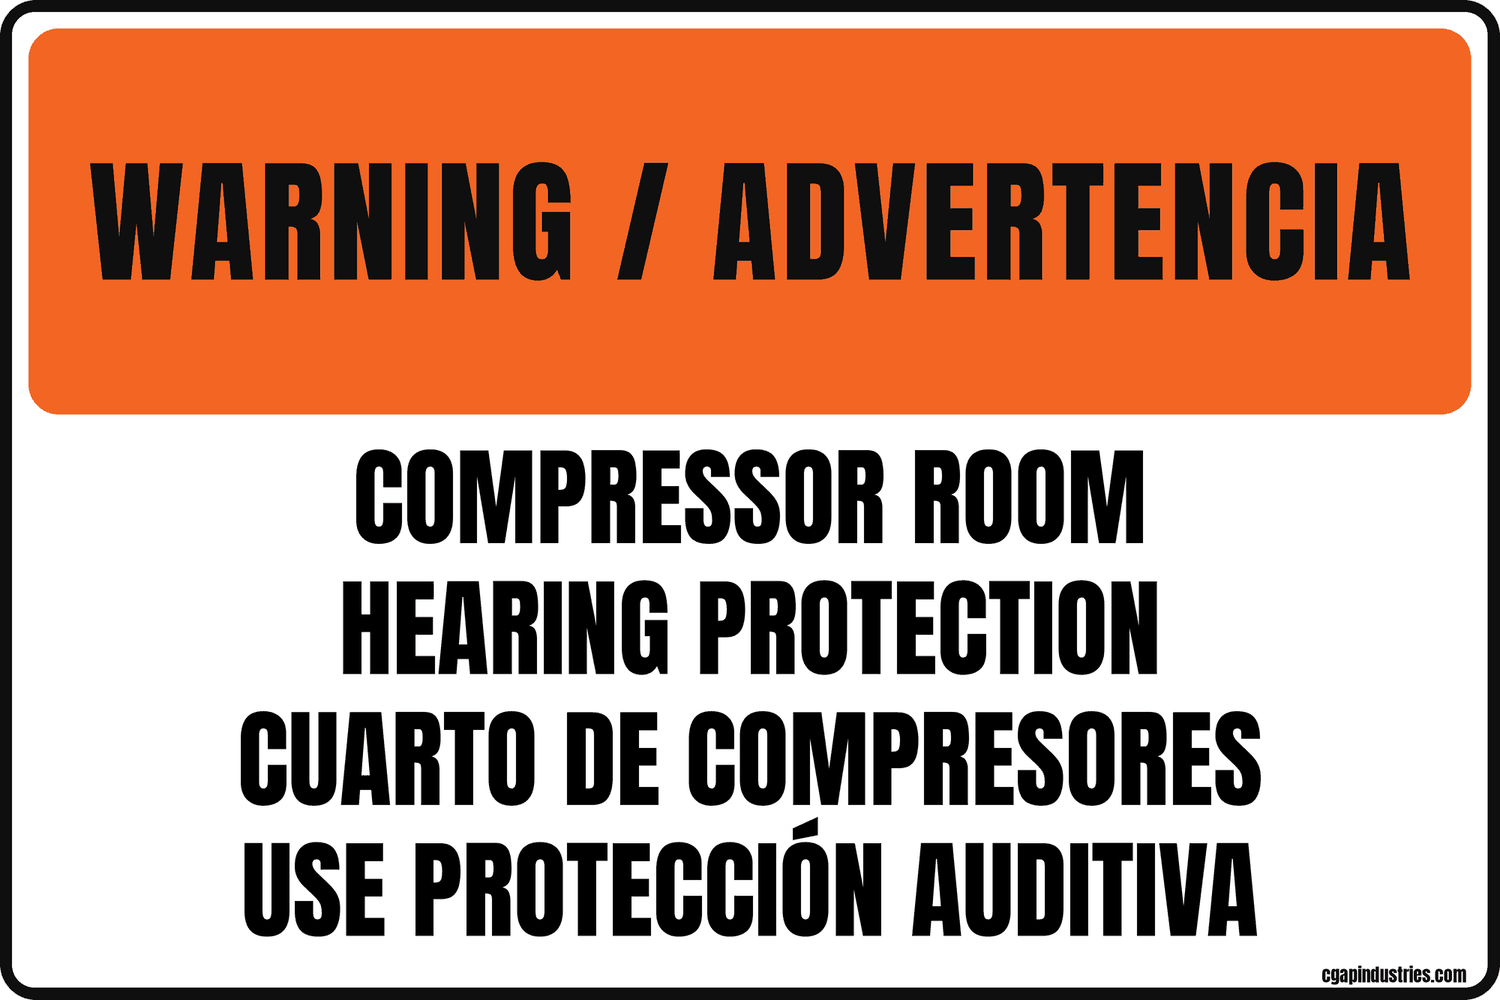 WARNING / ADVERTENCIA
COMPRESSOR ROOM
HEARING PROTECTION
CUARTO DE COMPRESORES
USE PROTECCIÓN AUDITIVA
cgapindustries.com